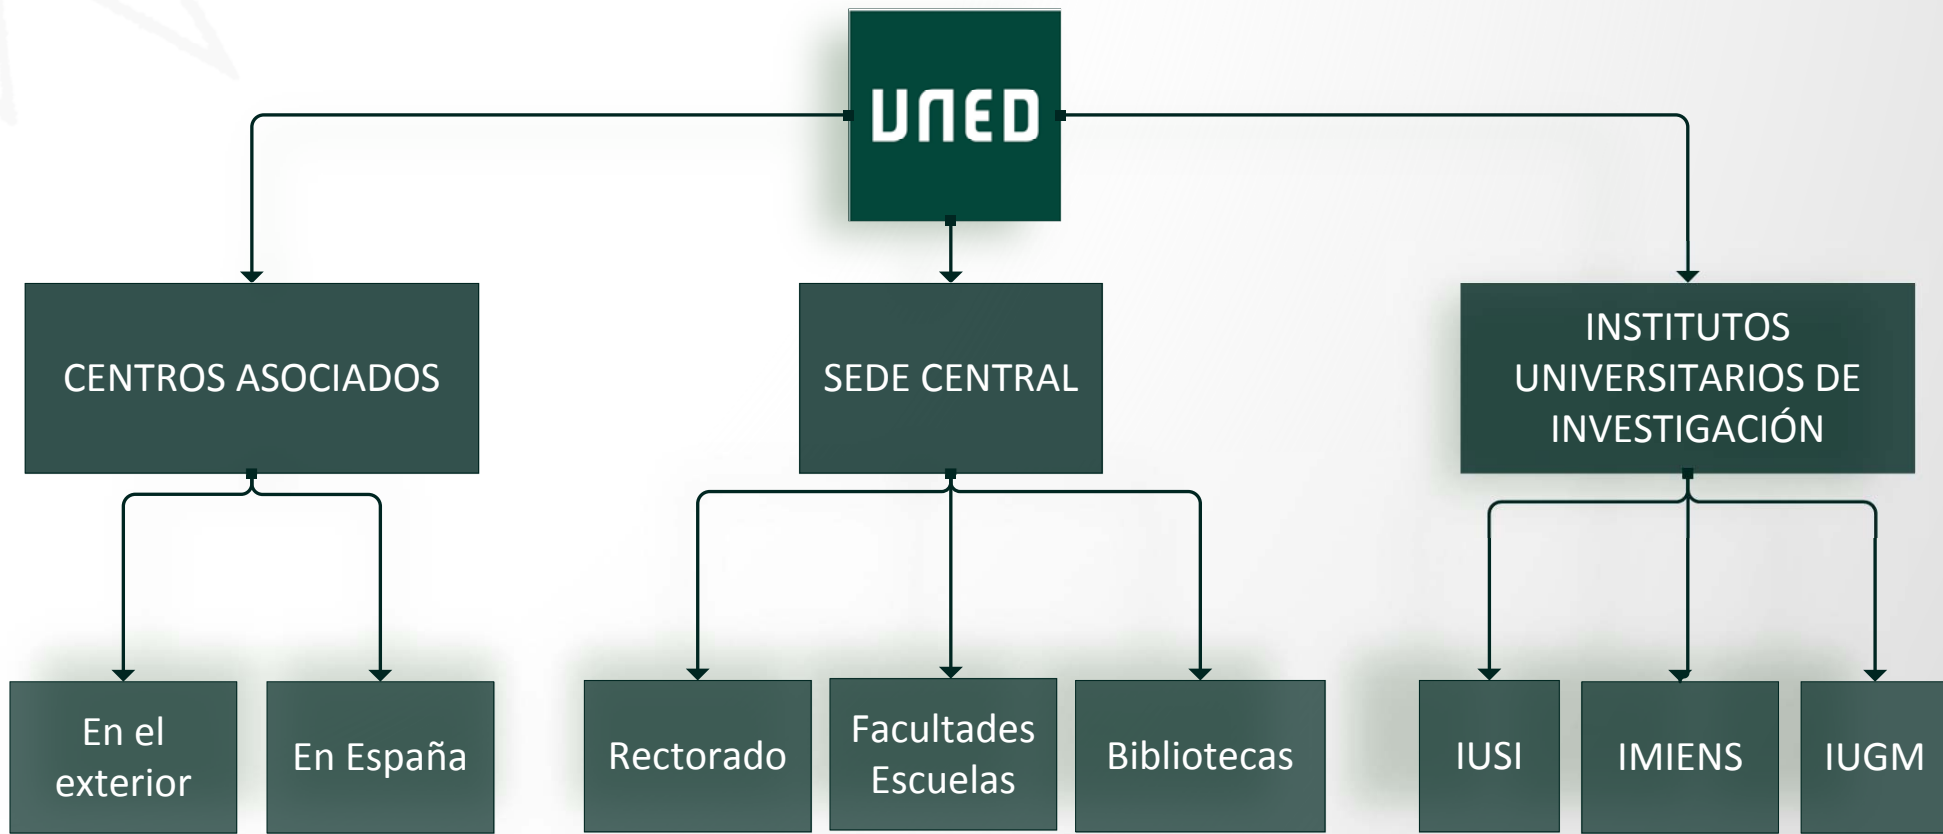 UNED
CENTROS ASOCIADOS
SEDE CENTRAL
INSTITUTOS
UNIVERSITARIOS DE
INVESTIGACIÓN
En el
exterior
En España
Rectorado
Facultades
Escuelas
Bibliotecas
IUSI
IMIENS
IUGM